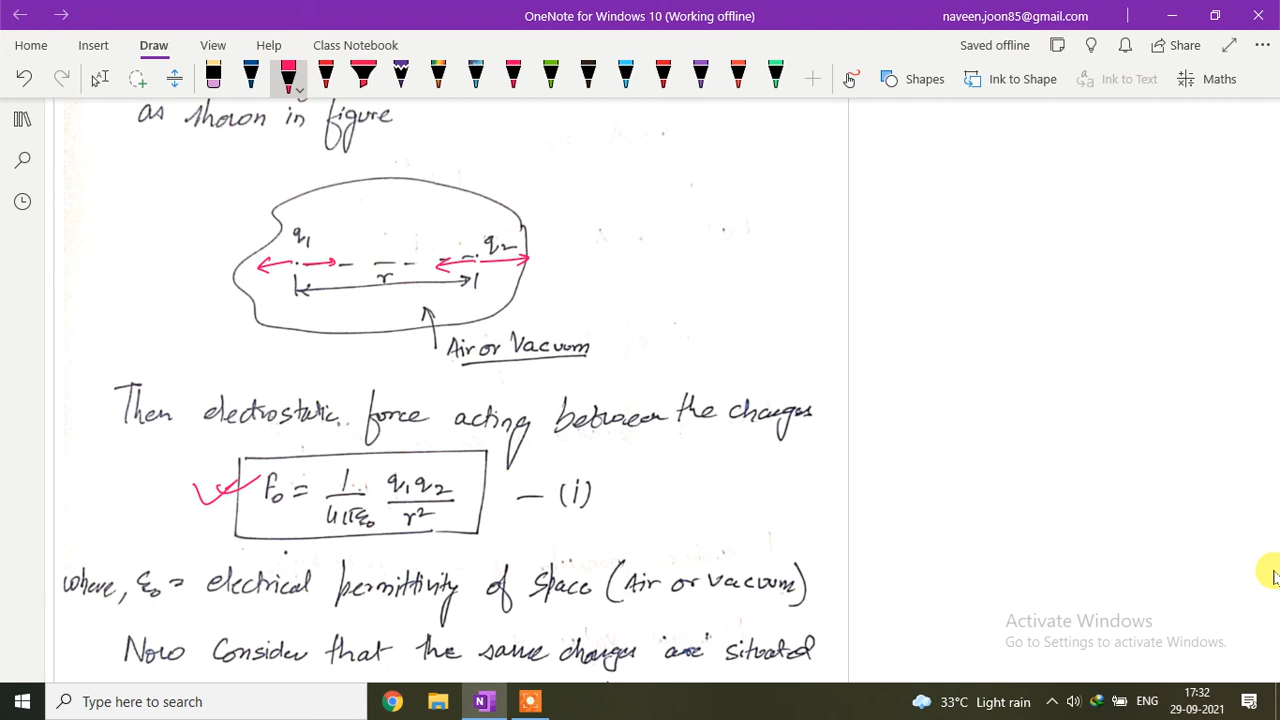 OneNote for Windows 10 (Working offline)
naveen.joon85@gmail.com
Home Insert Draw View Help Class Notebook
Saved offline Share
Shapes Ink to Shape Ink to Text Maths
as shown in figure
q1 q2
r
Air or Vacuum
Then electrostatic force acting between the charges
F0 = 1/4πε0 q1q2/r² — (i)
where, ε0 = electrical permittivity of space (Air or vacuum)
Now Consider that the same charges are situated
Activate Windows
Go to Settings to activate Windows.
Type here to search
33°C Light rain
ENG
17:32
29-09-2021